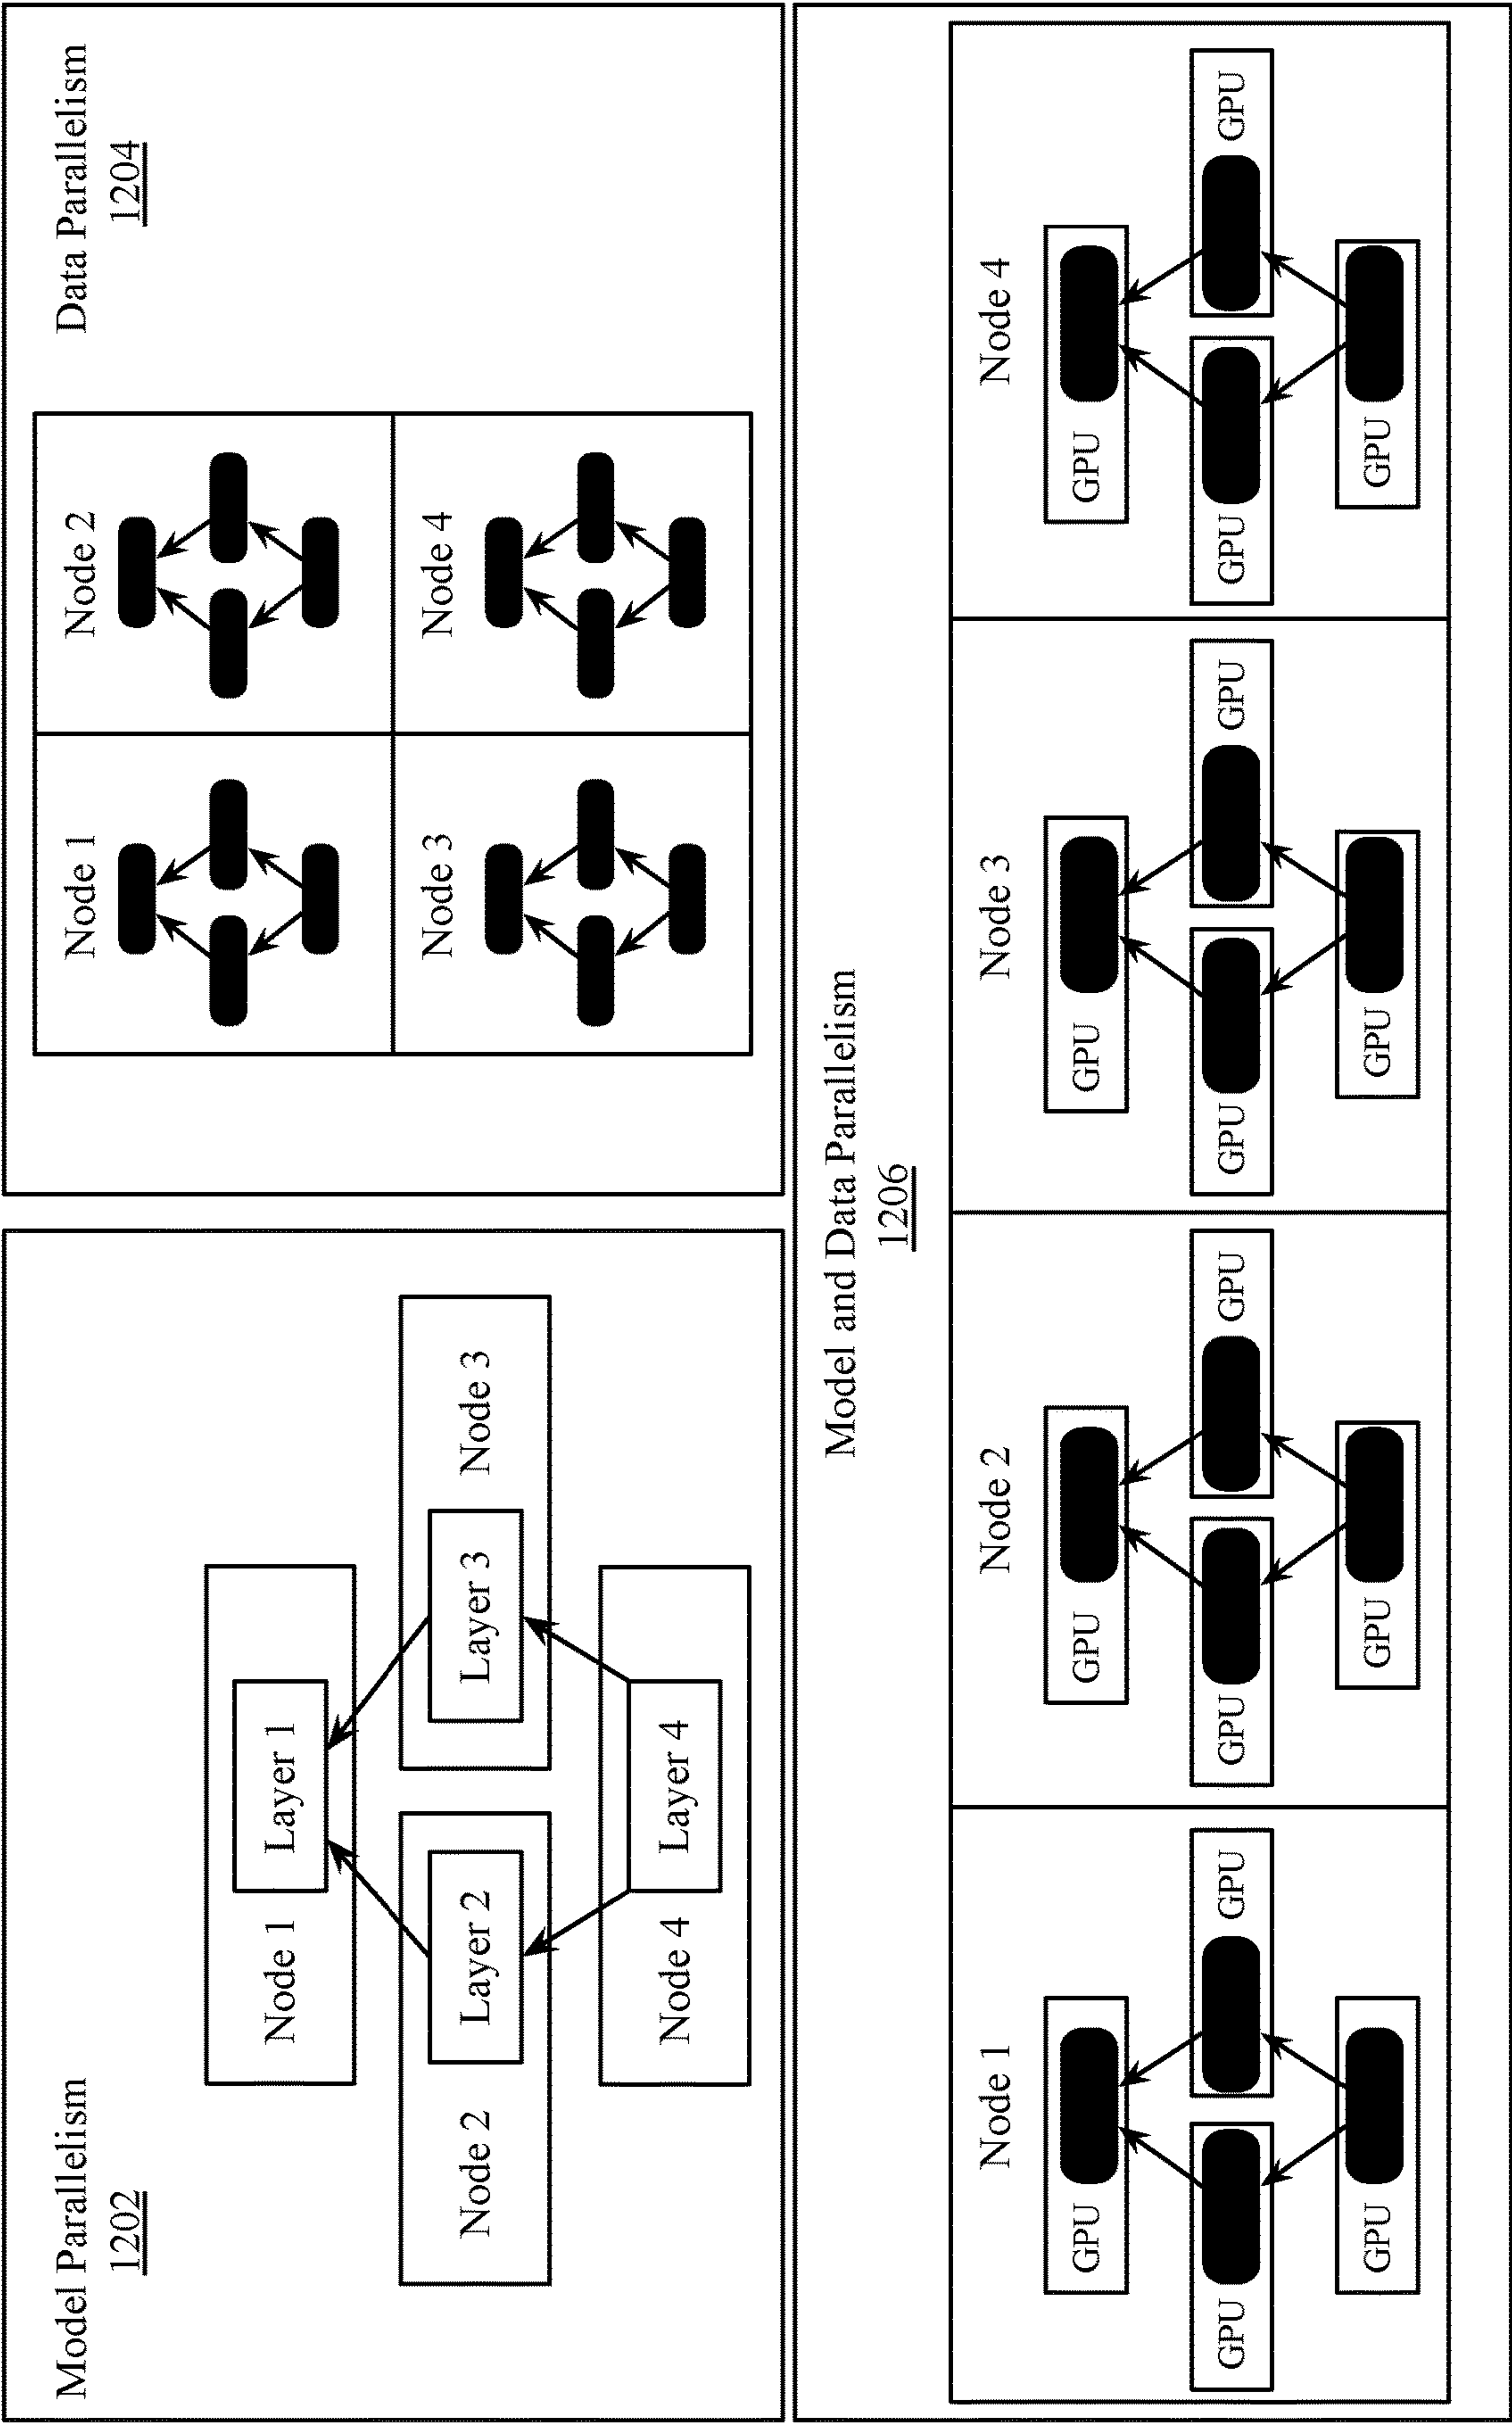 Model Parallelism
1202
Node 1
Layer 1
Node 2
Layer 2
Layer 3
Node 3
Node 4
Layer 4
Data Parallelism
1204
Node 1
Node 2
Node 3
Node 4
Model and Data Parallelism
1206
Node 1
GPU
GPU
GPU
GPU
Node 2
GPU
GPU
GPU
GPU
Node 3
GPU
GPU
GPU
GPU
Node 4
GPU
GPU
GPU
GPU